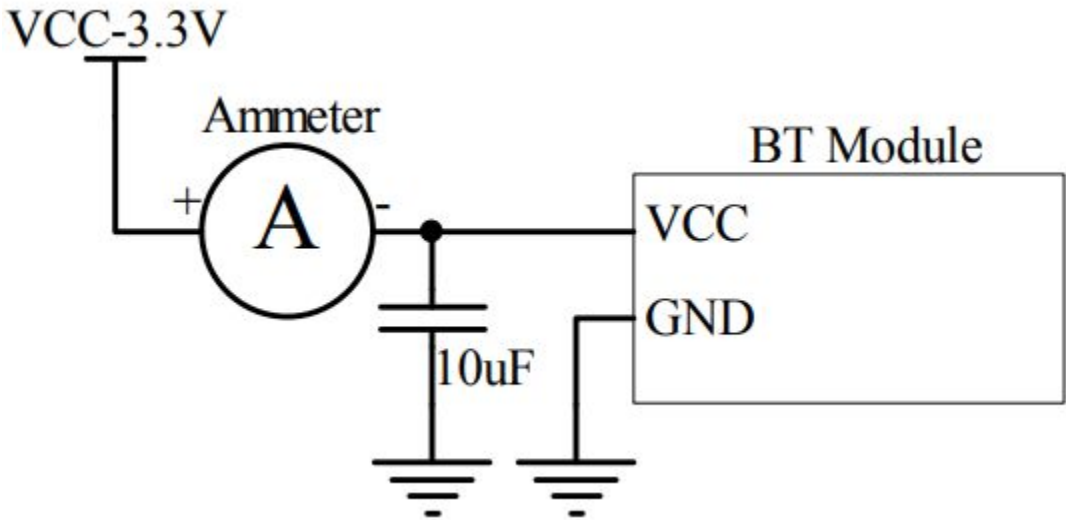 VCC-3.3V
Ammeter
BT Module
+
A
-
VCC
GND
10uF